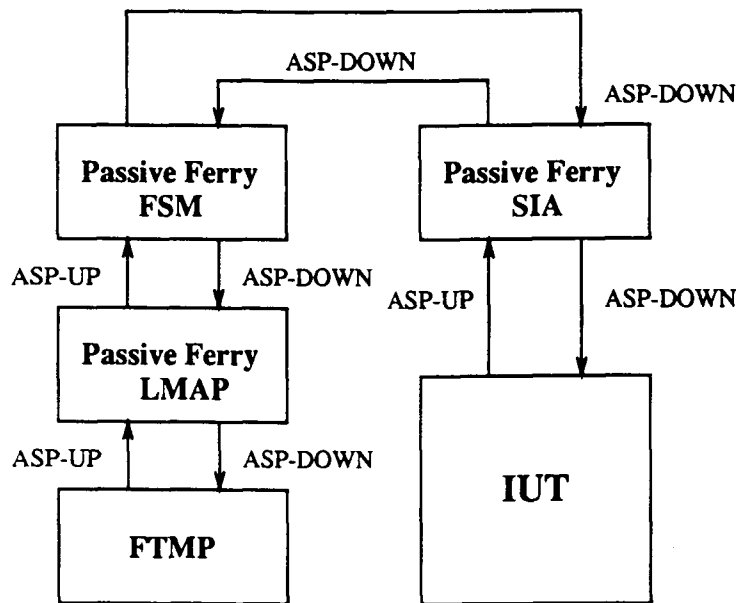 ASP-DOWN
ASP-DOWN
Passive Ferry
FSM
Passive Ferry
SIA
ASP-UP
ASP-DOWN
ASP-UP
ASP-DOWN
Passive Ferry
LMAP
ASP-UP
ASP-DOWN
IUT
FTMP